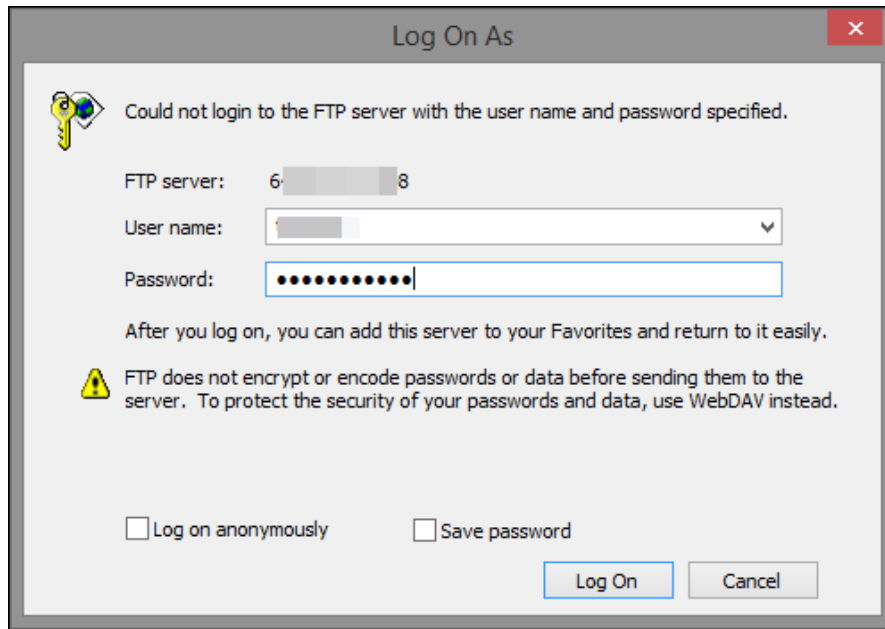 Log On As
Could not login to the FTP server with the user name and password specified.
FTP server: 6 8
User name:
Password: ●●●●●●●●●●●
After you log on, you can add this server to your Favorites and return to it easily.
FTP does not encrypt or encode passwords or data before sending them to the
server. To protect the security of your passwords and data, use WebDAV instead.
Log on anonymously Save password
Log On Cancel